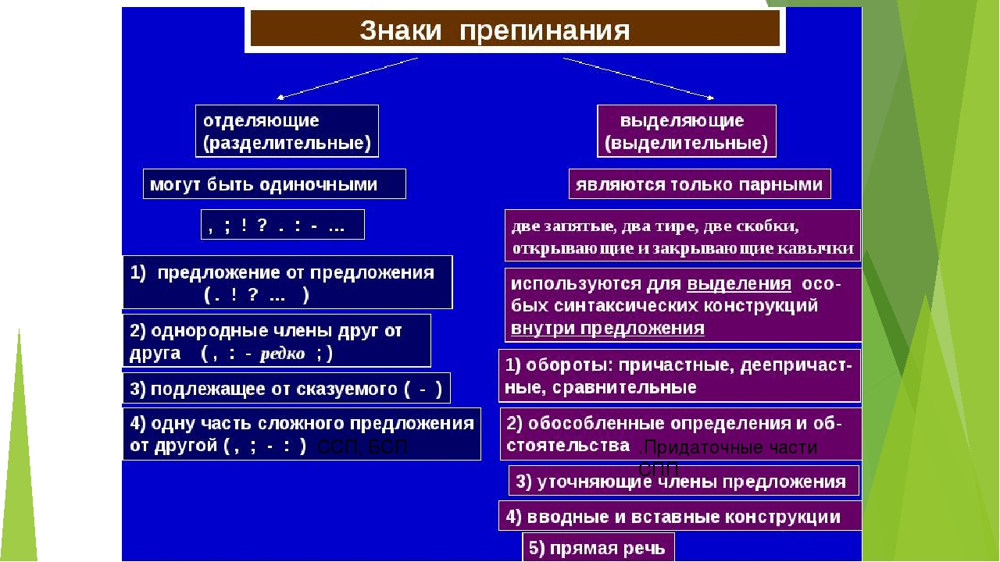 Знаки препинания
отделяющие
(разделительные)
могут быть одиночными
, ; ! ? . : - ...
1) предложение от предложения
( . ! ? ... )
2) однородные члены друг от
друга ( , : - редко ; )
3) подлежащее от сказуемого ( - )
4) одну часть сложного предложения
от другой ( , ; - : ) ССП, БСП
выделяющие
(выделительные)
являются только парными
две запятые, два тире, две скобки,
открывающие и закрывающие кавычки
используются для выделения осо-
бых синтаксических конструкций
внутри предложения
1) обороты: причастные, деепричаст-
ные, сравнительные
2) обособленные определения и об-
стоятельства .Придаточные части
СПП
3) уточняющие члены предложения
4) вводные и вставные конструкции
5) прямая речь